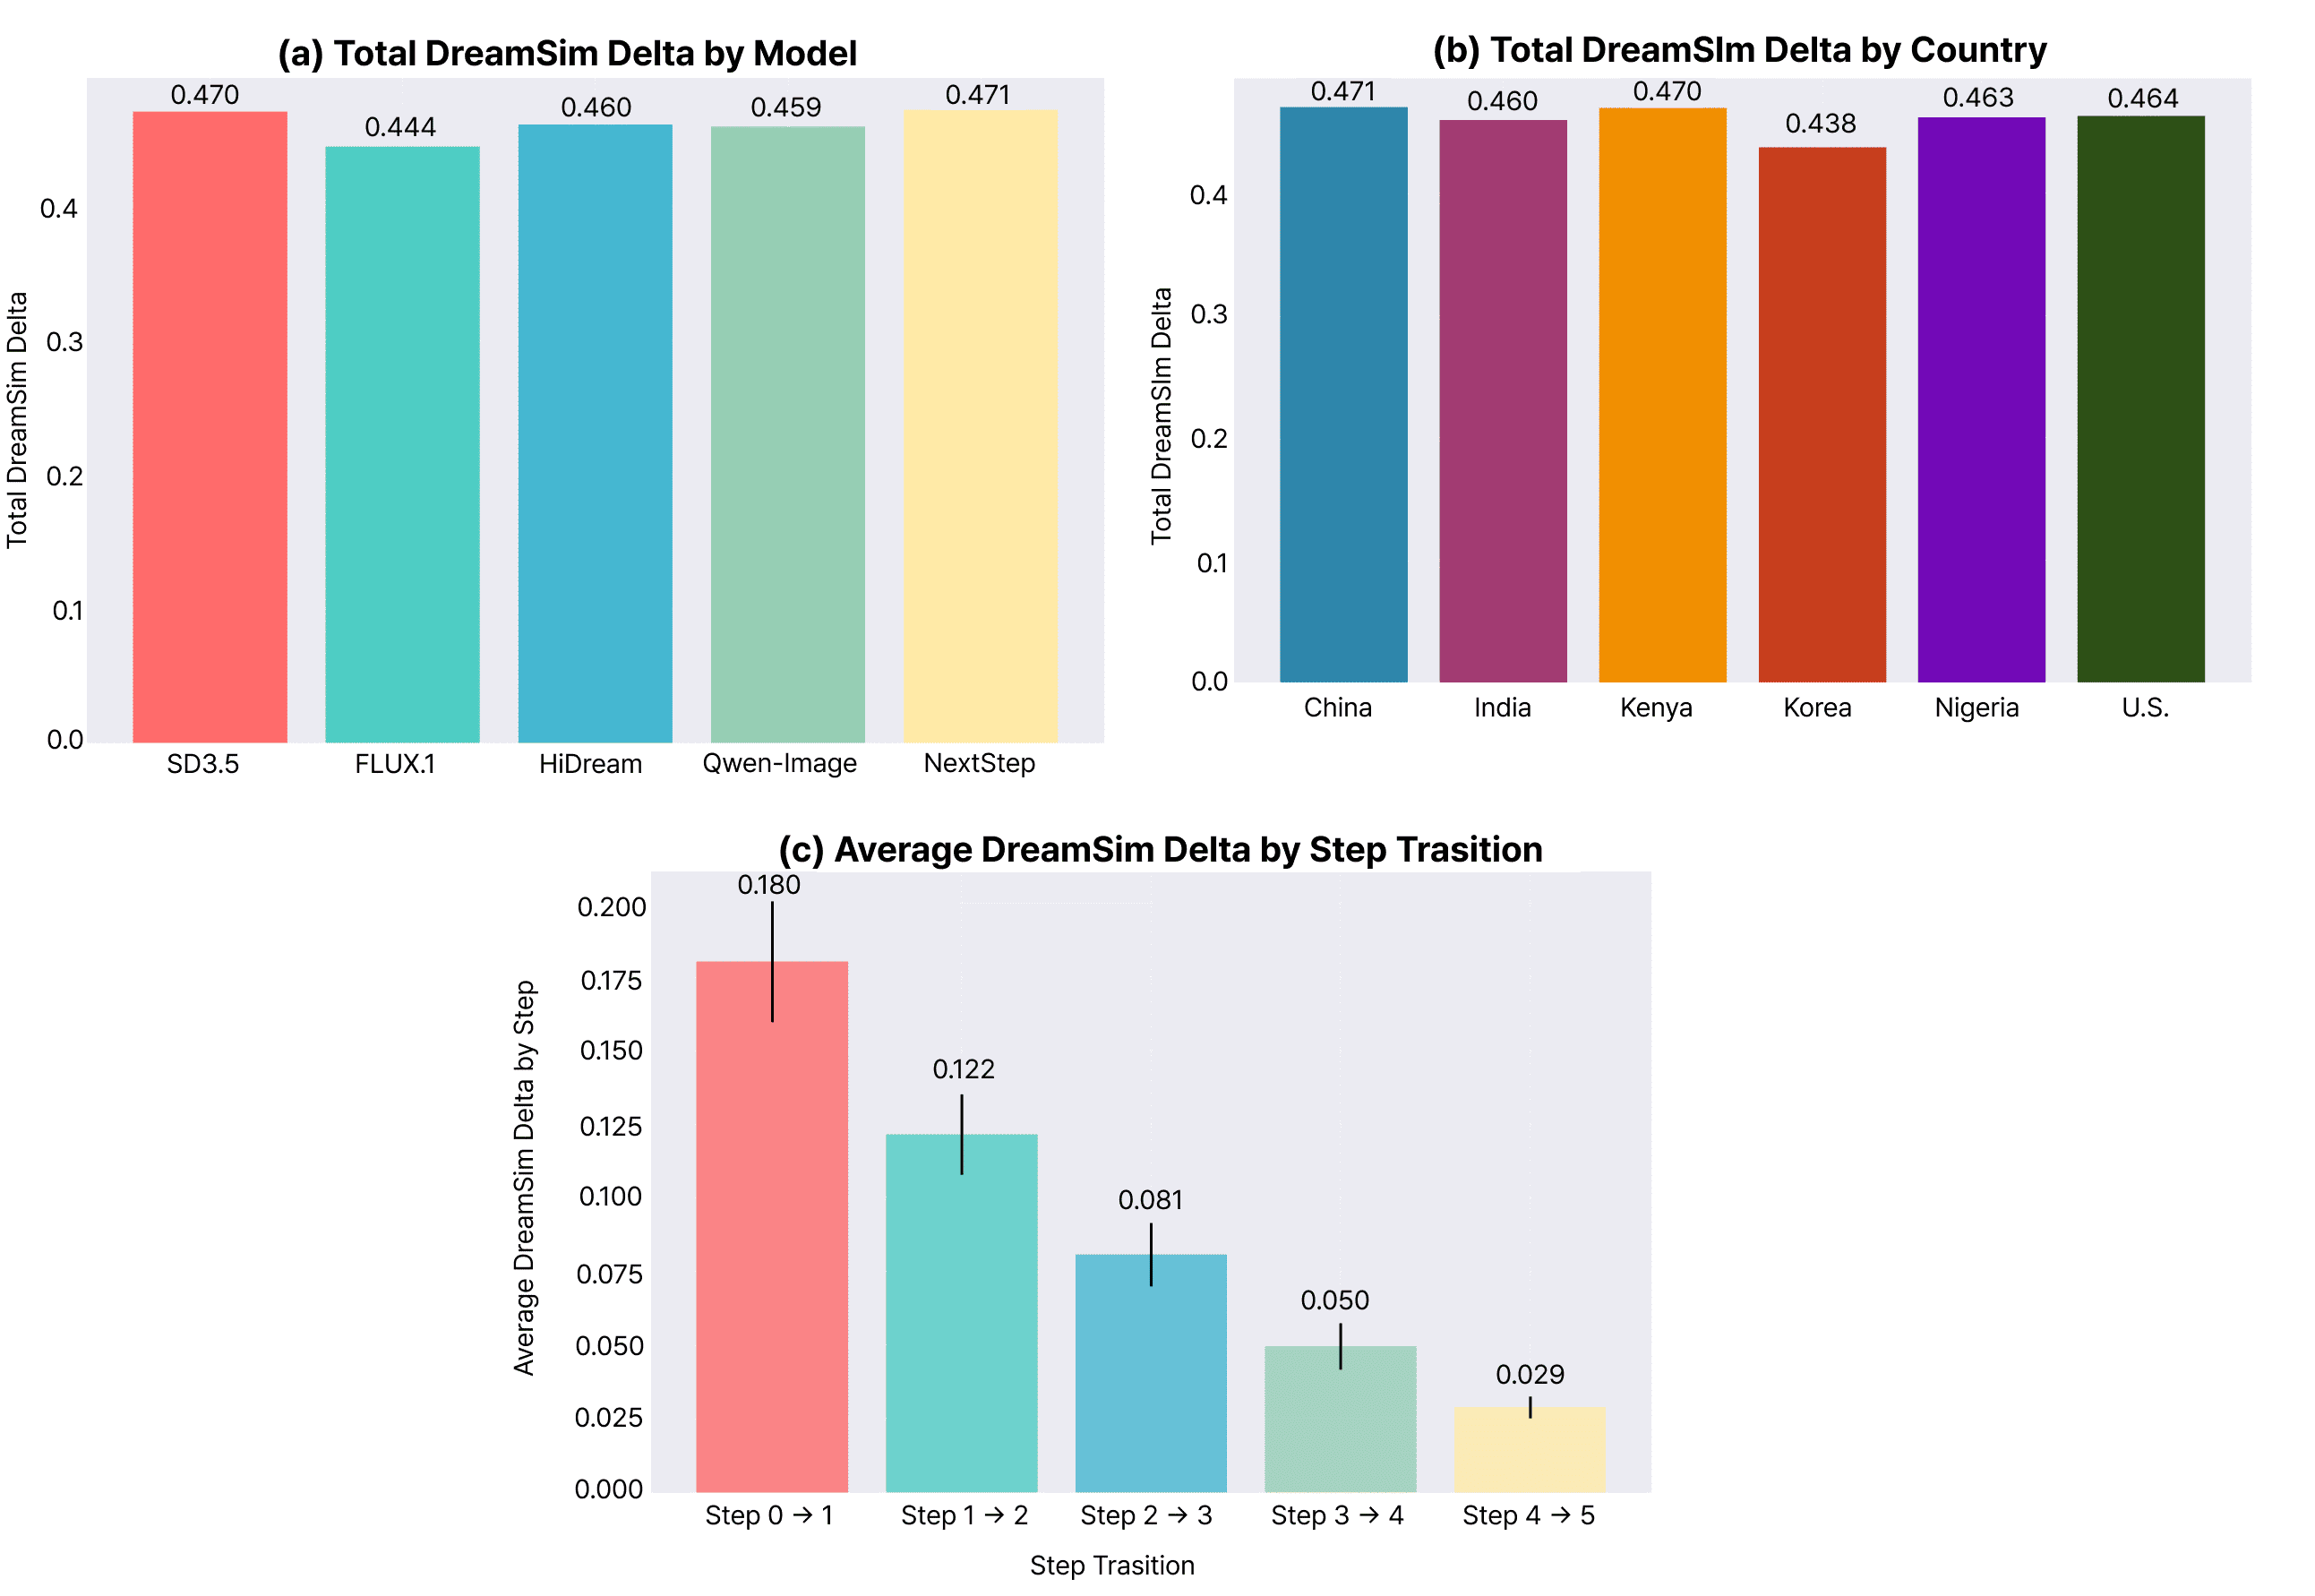 (a) Total DreamSim Delta by Model
0.470
0.444
0.460
0.459
0.471
0.4
0.3
0.2
0.1
0.0
Total DreamSim Delta
SD3.5
FLUX.1
HiDream
Qwen-Image
NextStep
(b) Total DreamSIm Delta by Country
0.471
0.460
0.470
0.438
0.463
0.464
0.4
0.3
0.2
0.1
0.0
Total DreamSIm Delta
China
India
Kenya
Korea
Nigeria
U.S.
(c) Average DreamSim Delta by Step Trasition
0.180
0.122
0.081
0.050
0.029
0.200
0.175
0.150
0.125
0.100
0.075
0.050
0.025
0.000
Average DreamSim Delta by Step
Step 0 → 1
Step 1 → 2
Step 2 → 3
Step 3 → 4
Step 4 → 5
Step Trasition